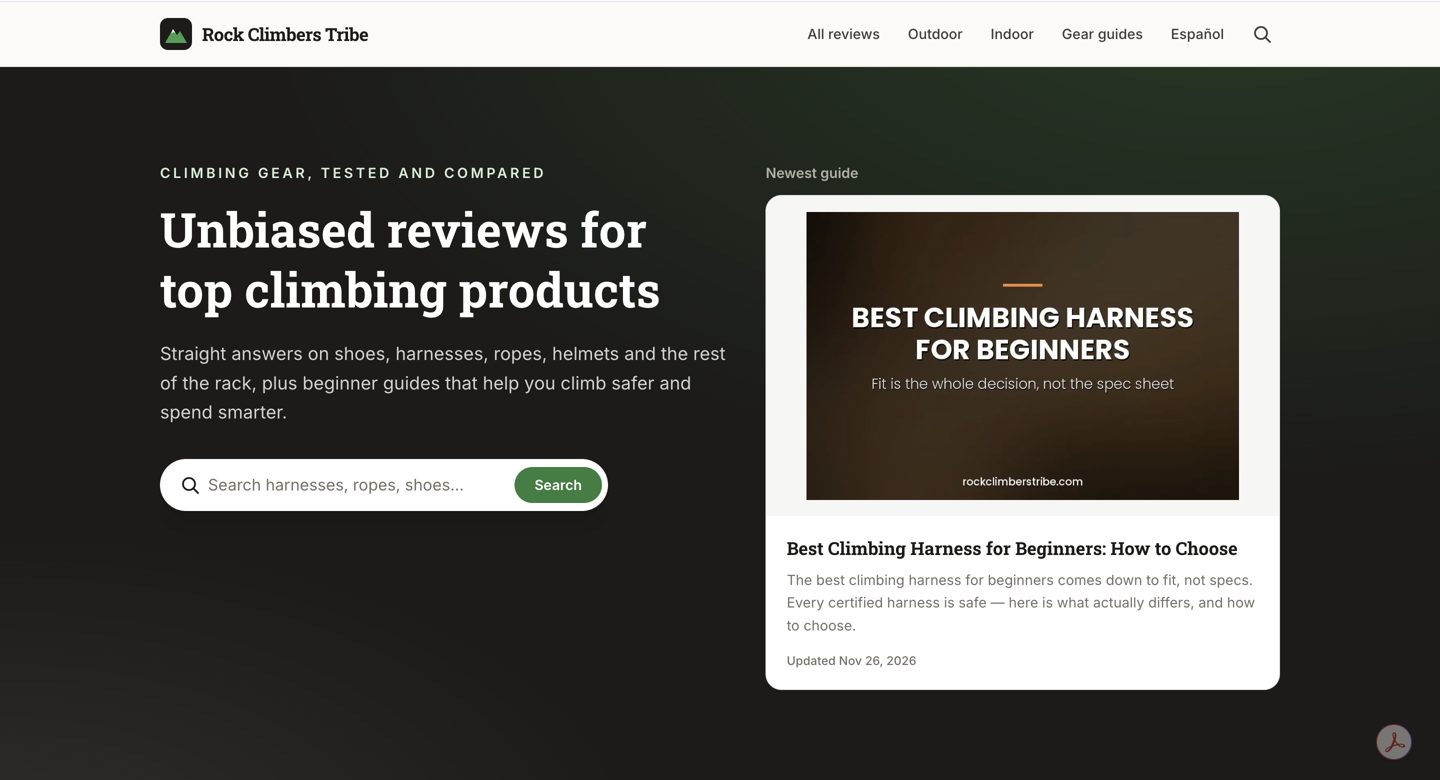 Rock Climbers Tribe
All reviews
Outdoor
Indoor
Gear guides
Español
CLIMBING GEAR, TESTED AND COMPARED
Unbiased reviews for
top climbing products
Straight answers on shoes, harnesses, ropes, helmets and the rest
of the rack, plus beginner guides that help you climb safer and
spend smarter.
Search harnesses, ropes, shoes...
Search
Newest guide
BEST CLIMBING HARNESS
FOR BEGINNERS
Fit is the whole decision, not the spec sheet
rockclimberstribe.com
Best Climbing Harness for Beginners: How to Choose
The best climbing harness for beginners comes down to fit, not specs.
Every certified harness is safe — here is what actually differs, and how
to choose.
Updated Nov 26, 2026